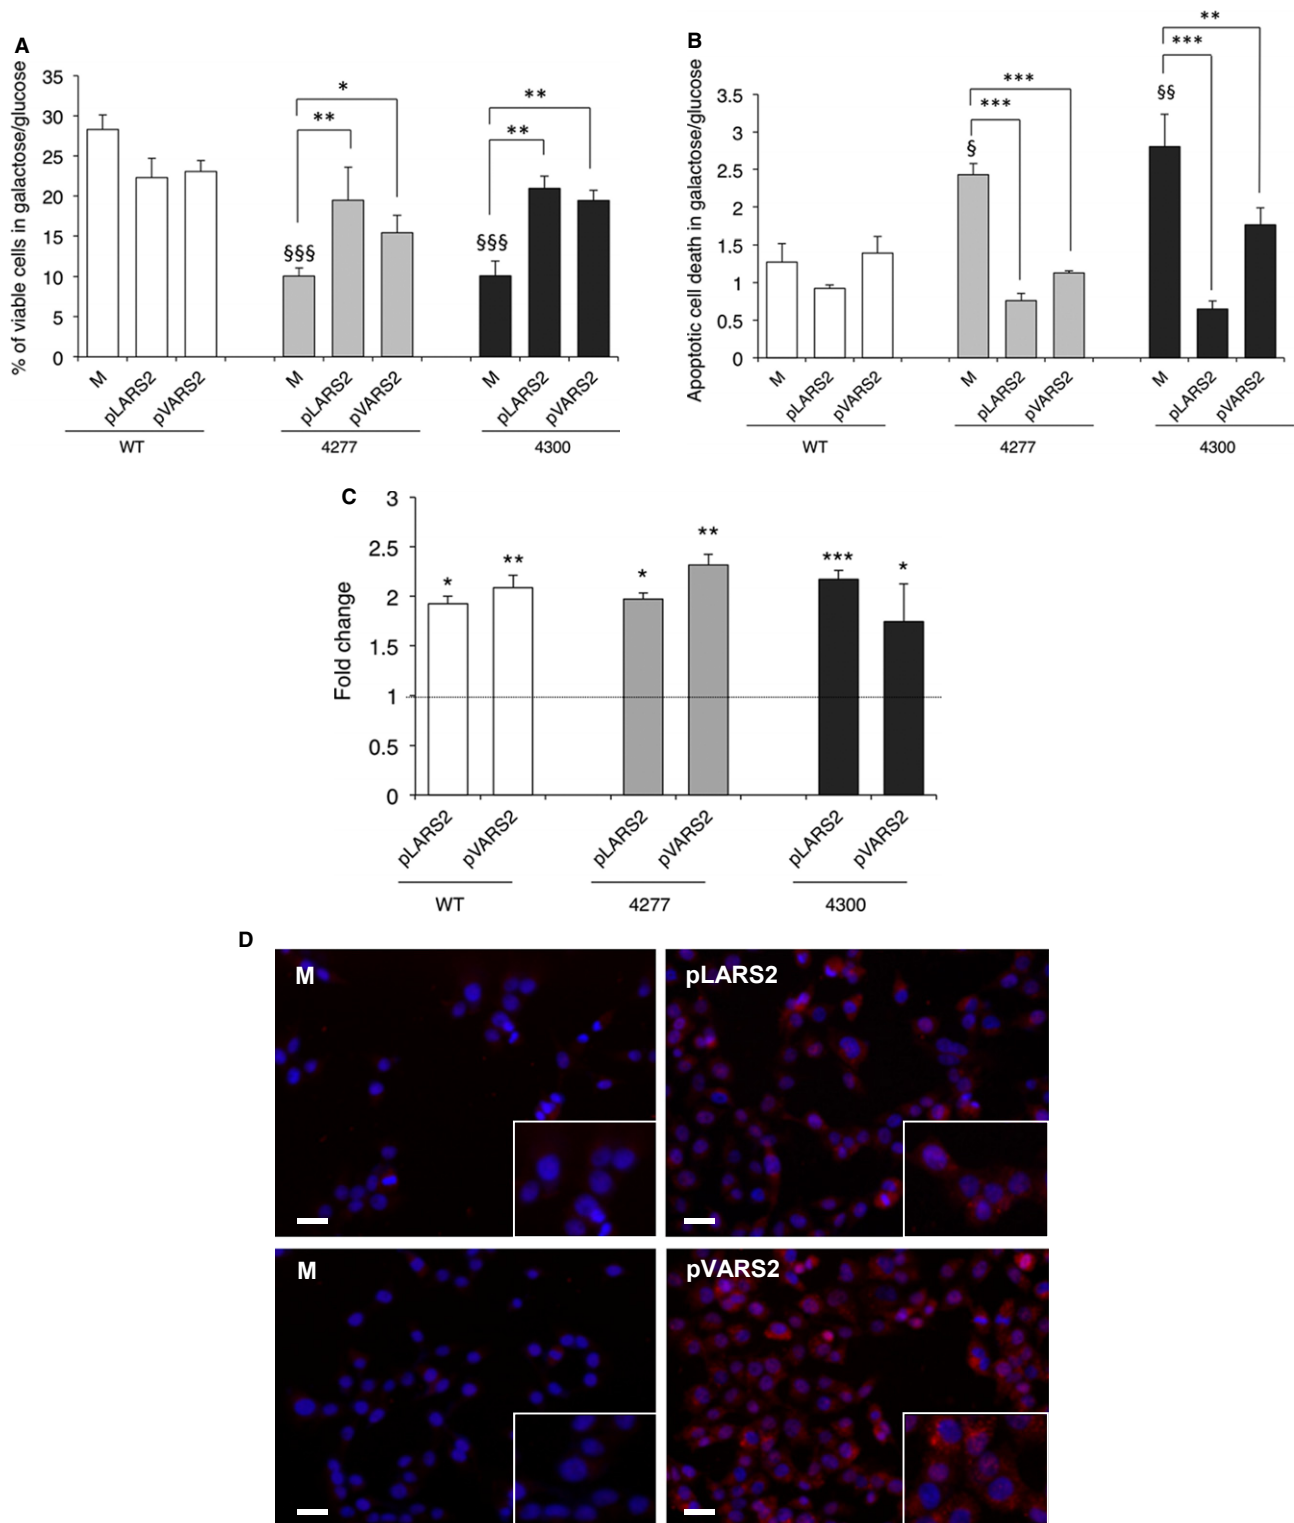 A
% of viable cells in galactose/glucose
35
30
25
20
15
10
5
0
*
**
§§§
**
**
§§§
M
pLARS2
pVARS2
M
pLARS2
pVARS2
M
pLARS2
pVARS2
WT
4277
4300
B
Apoptotic cell death in galactose/glucose
3.5
3
2.5
2
1.5
1
0.5
0
***
***
§
**
***
§§
M
pLARS2
pVARS2
M
pLARS2
pVARS2
M
pLARS2
pVARS2
WT
4277
4300
C
Fold change
3
2.5
2
1.5
1
0.5
0
*
**
*
**
***
*
pLARS2
pVARS2
pLARS2
pVARS2
pLARS2
pVARS2
WT
4277
4300
D
M
pLARS2
M
pVARS2